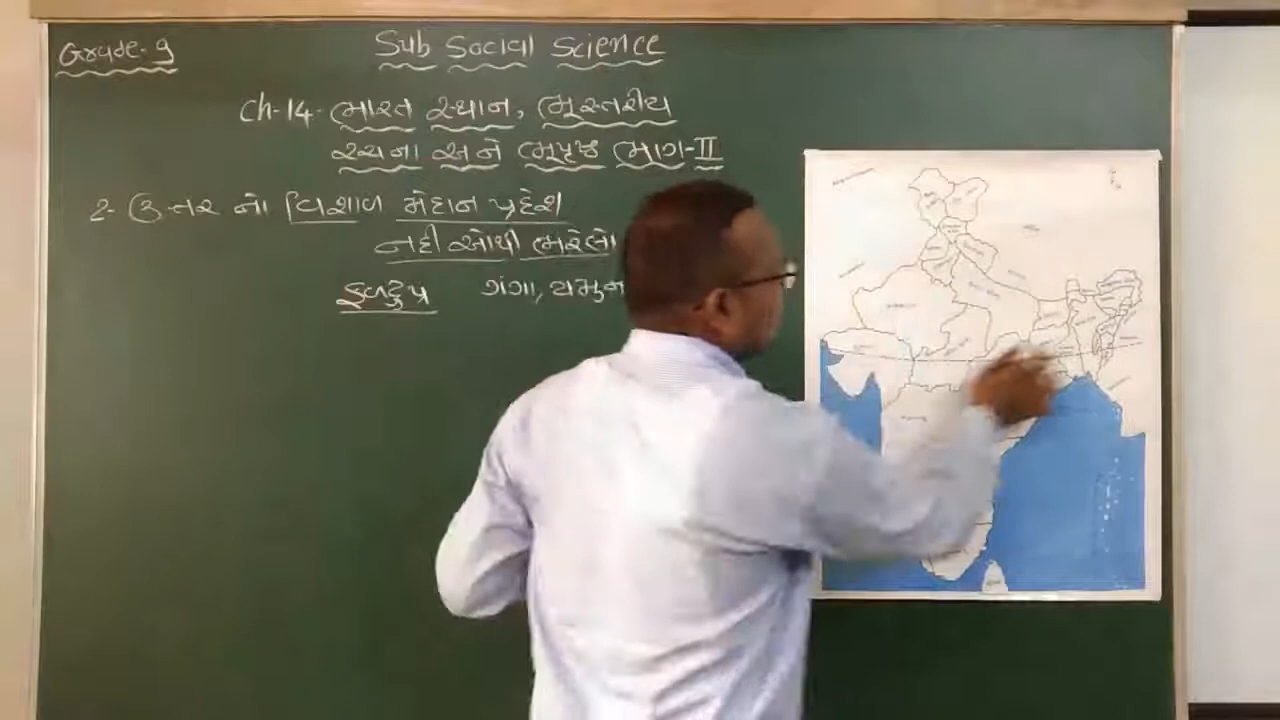 Grade-9
Sub Social Science
Ch-14- ભારત સ્થાન, ભૂસ્તરીય
રચના અને ભૂપૃષ્ઠ ભાગ-II
2- ઉત્તર નો વિશાળ મેદાન પ્રદેશ
નદી ઓથી ભરેલો
ફળદ્રુપ ગંગા, યમુન